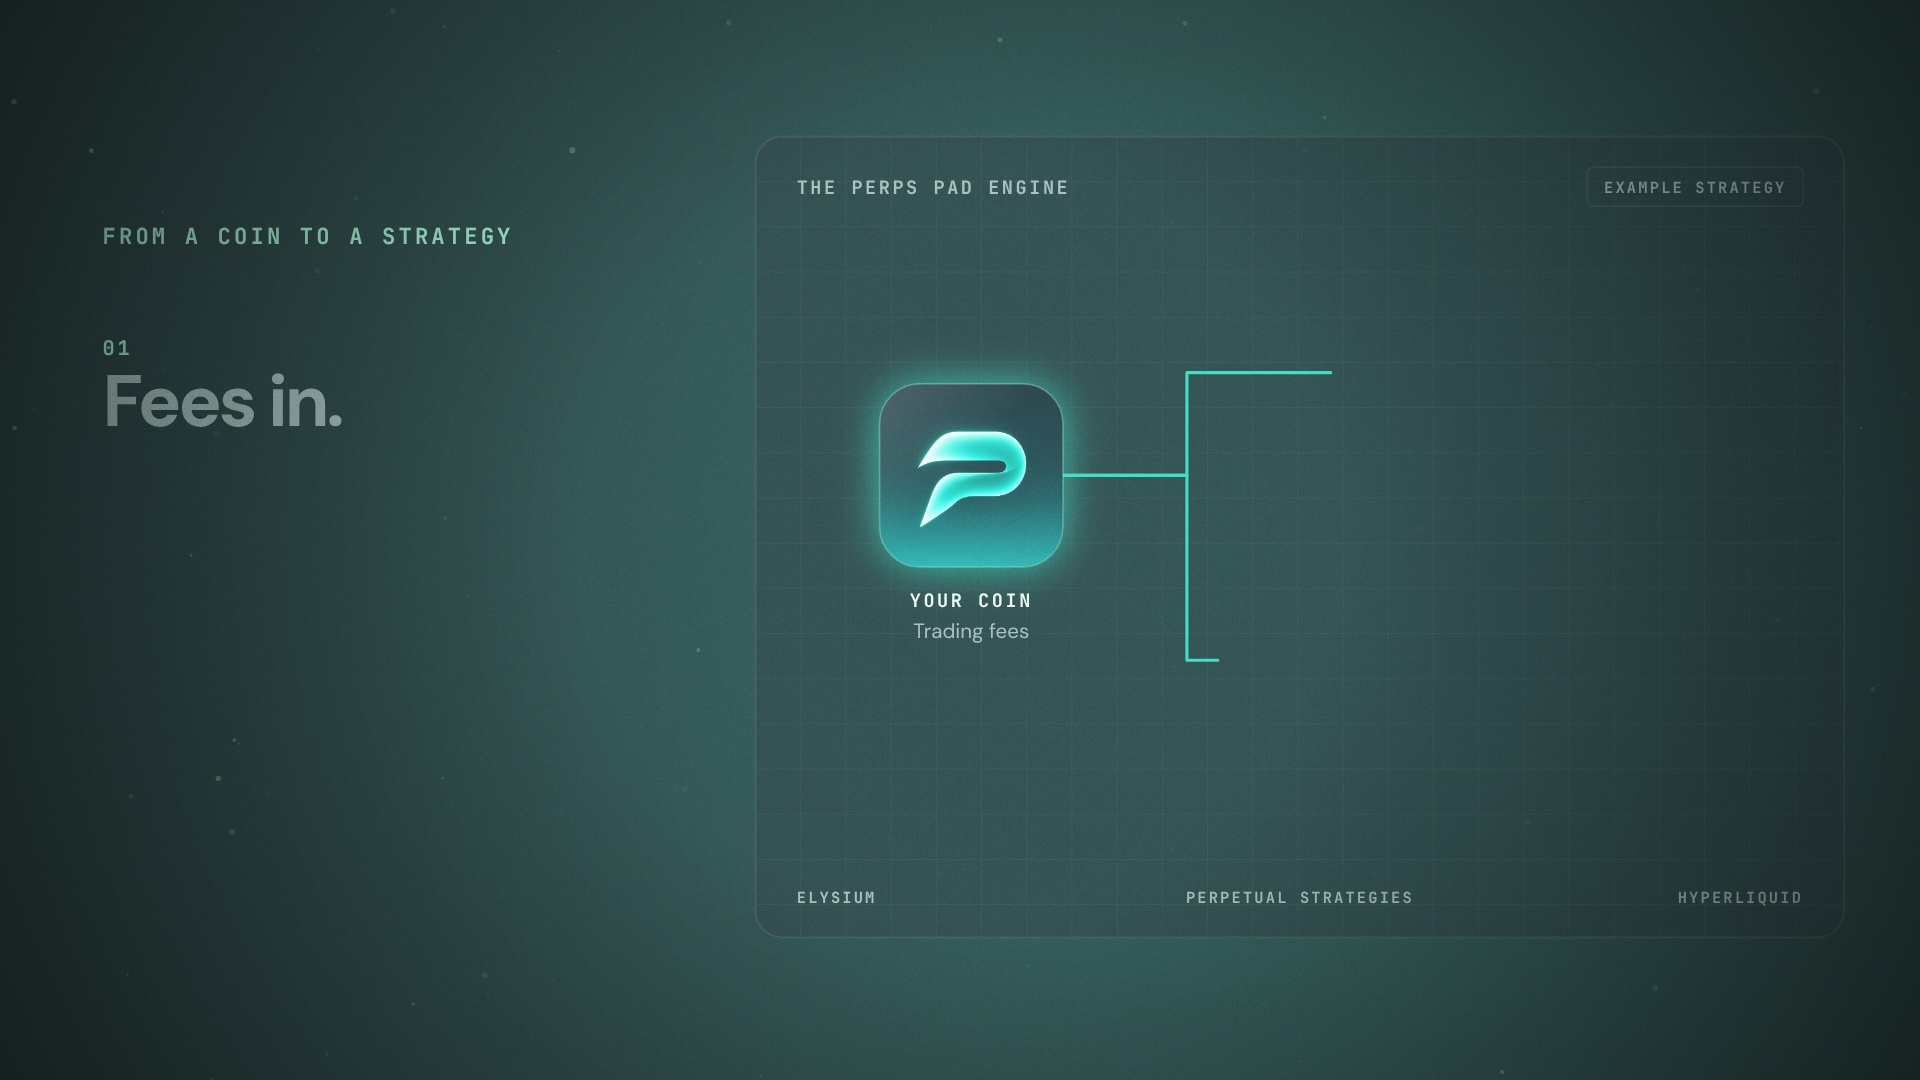 FROM A COIN TO A STRATEGY
01
Fees in.
THE PERPS PAD ENGINE
EXAMPLE STRATEGY
YOUR COIN
Trading fees
ELYSIUM
PERPETUAL STRATEGIES
HYPERLIQUID